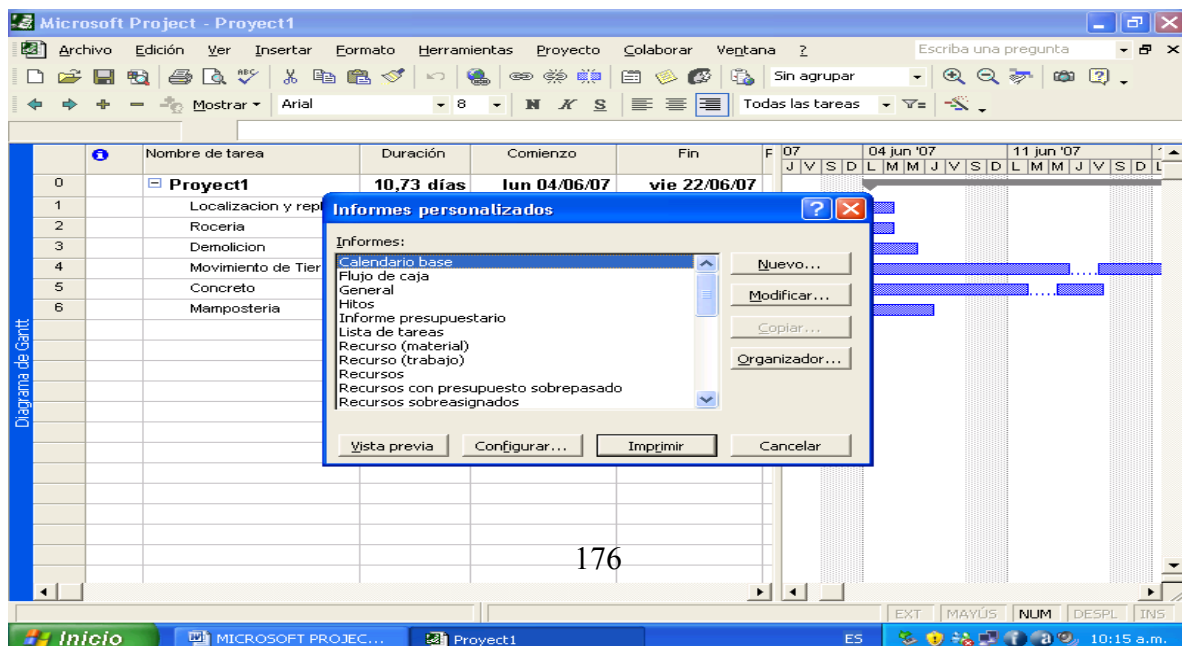 Microsoft Project - Proyect1
Archivo Edición Ver Insertar Formato Herramientas Proyecto Colaborar Ventana ? Escriba una pregunta
Sin agrupar
Mostrar Arial 8 N K S Todas las tareas
Nombre de tarea Duración Comienzo Fin F 07 04 jun '07 11 jun '07
J V S D L M M J V S D L M M J V S D L
0 Proyect1 10,73 días lun 04/06/07 vie 22/06/07
1 Localizacion y repl
2 Roceria
3 Demolicion
4 Movimiento de Tier
5 Concreto
6 Mamposteria
Diagrama de Gantt
Informes personalizados
Informes:
Calendario base
Flujo de caja
General
Hitos
Informe presupuestario
Lista de tareas
Recurso (material)
Recurso (trabajo)
Recursos
Recursos con presupuesto sobrepasado
Recursos sobreasignados
Nuevo...
Modificar...
Copiar...
Organizador...
Vista previa Configurar... Imprimir Cancelar
176
EXT MAYÚS NUM DESPL INS
Inicio MICROSOFT PROJEC... Proyect1 ES 10:15 a.m.